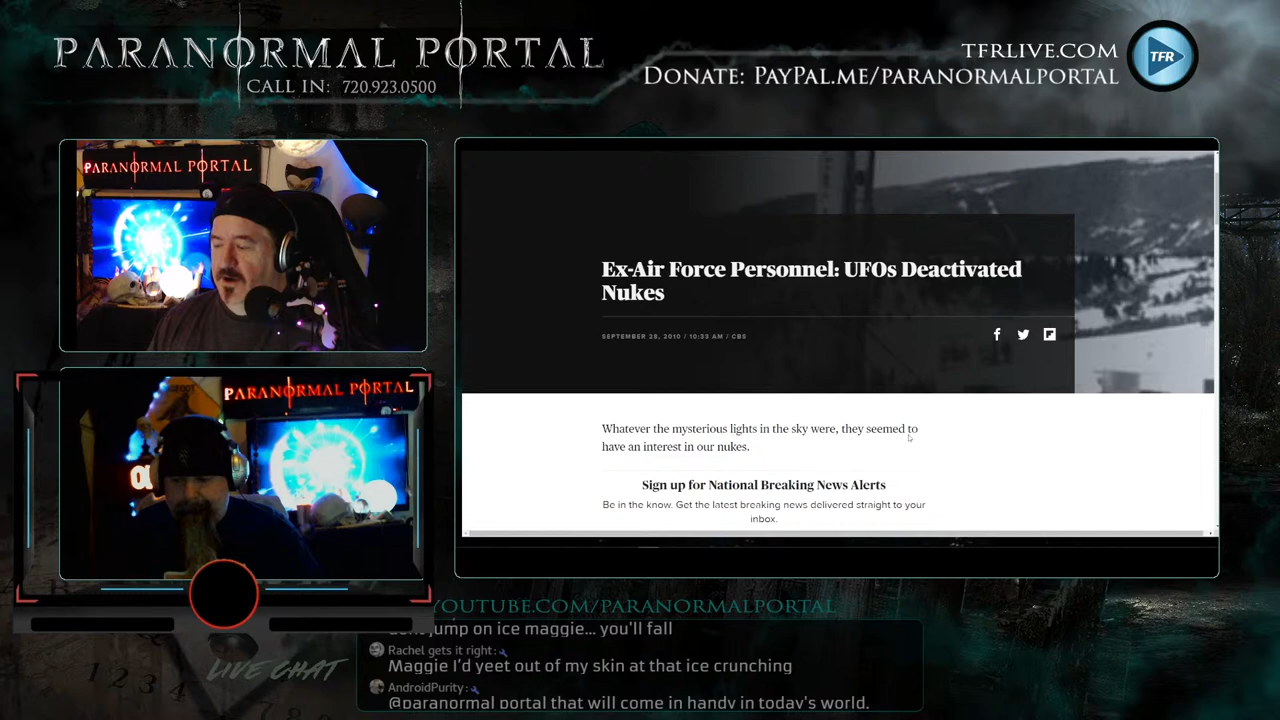 PARANORMAL PORTAL
CALL IN: 720.923.0500
TFRLIVE.COM
DONATE: PAYPAL.ME/PARANORMALPORTAL
TFR
PARANORMAL PORTAL
Ex-Air Force Personnel: UFOs Deactivated
Nukes
SEPTEMBER 28, 2010 / 10:33 AM / CBS
Whatever the mysterious lights in the sky were, they seemed to
have an interest in our nukes.
Sign up for National Breaking News Alerts
Be in the know. Get the latest breaking news delivered straight to your
inbox.
PARANORMAL PORTAL
YOUTUBE.COM/PARANORMALPORTAL
jump on ice maggie... you'll fall
Rachel gets it right:
Maggie I'd yeet out of my skin at that ice crunching
AndroidPurity:
@paranormal portal that will come in handy in today's world.
LIVE CHAT
1 2 3 4